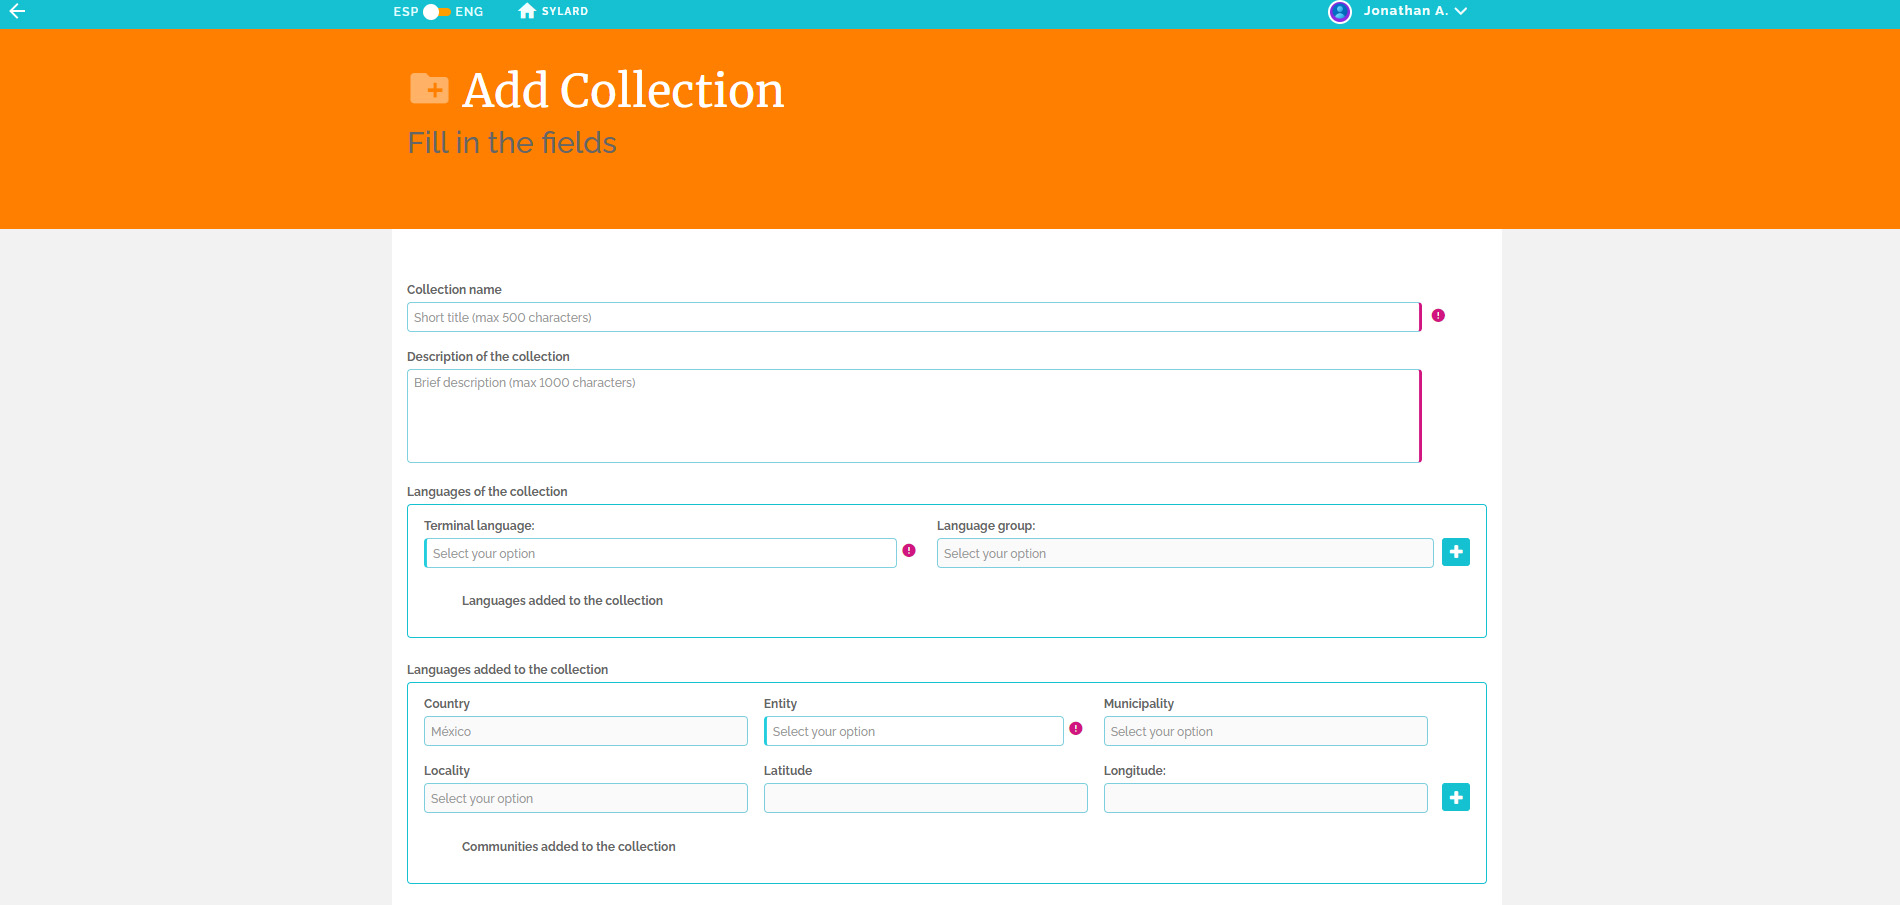 ESP ENG SYLARD Jonathan A.
Add Collection
Fill in the fields
Collection name
Short title (max 500 characters)
Description of the collection
Brief description (max 1000 characters)
Languages of the collection
Terminal language: Language group:
Select your option Select your option
Languages added to the collection
Languages added to the collection
Country Entity Municipality
México Select your option Select your option
Locality Latitude Longitude:
Select your option
Communities added to the collection